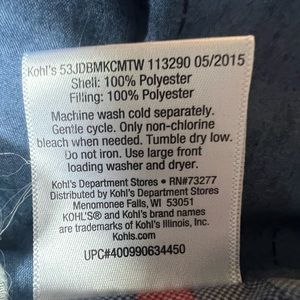 Kohl's 53JDBMKCMTW 113290 05/2015
Shell: 100% Polyester
Filling: 100% Polyester
Machine wash cold separately.
Gentle cycle. Only non-chlorine
bleach when needed. Tumble dry low.
Do not iron. Use large front
loading washer and dryer.
Kohl's Department Stores • RN#73277
Distributed by Kohl's Department Stores
Menomonee Falls, WI 53051
KOHL'S® and Kohl's brand names
are trademarks of Kohl's Illinois, Inc.
Kohls.com
UPC#400990634450